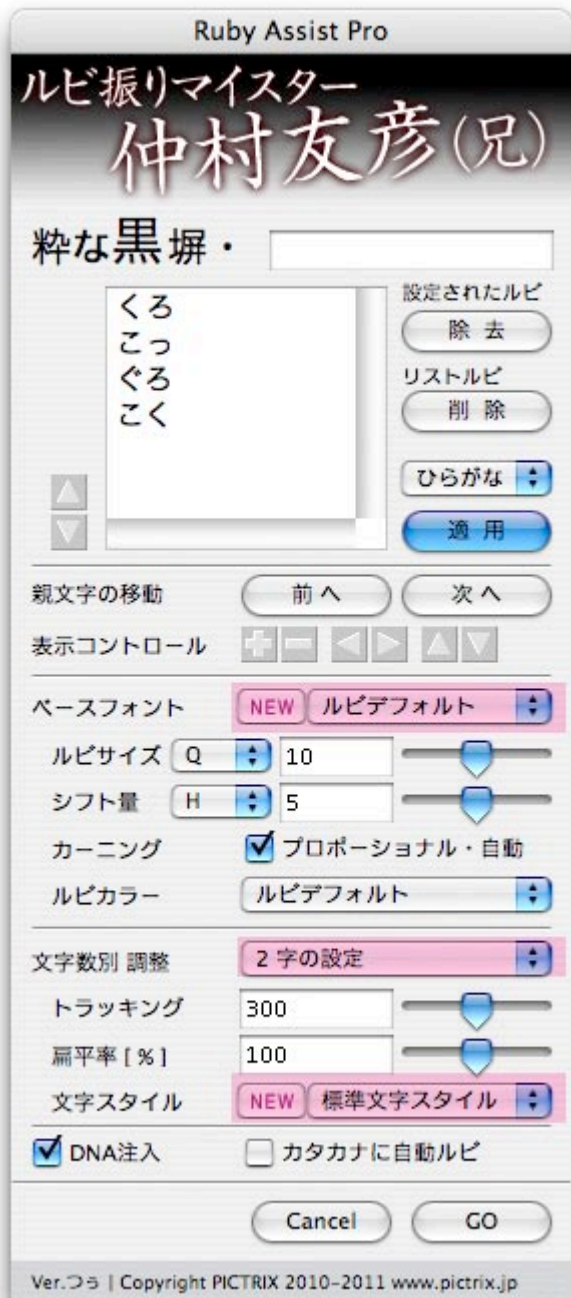 Ruby Assist Pro
ルビ振りマイスター
仲村友彦(兄)
粋な黒塀・
設定されたルビ
除 去
くろ
こっ
ぐろ
こく
リストルビ
削 除
ひらがな
適 用
親文字の移動 前 へ 次 へ
表示コントロール
ベースフォント NEW ルビデフォルト
ルビサイズ Q 10
シフト量 H 5
カーニング プロポーショナル・自動
ルビカラー ルビデフォルト
文字数別 調整 2 字の設定
トラッキング 300
扁平率 [ % ] 100
文字スタイル NEW 標準文字スタイル
DNA注入 カタカナに自動ルビ
Cancel GO
Ver.つぅ | Copyright PICTRIX 2010-2011 www.pictrix.jp